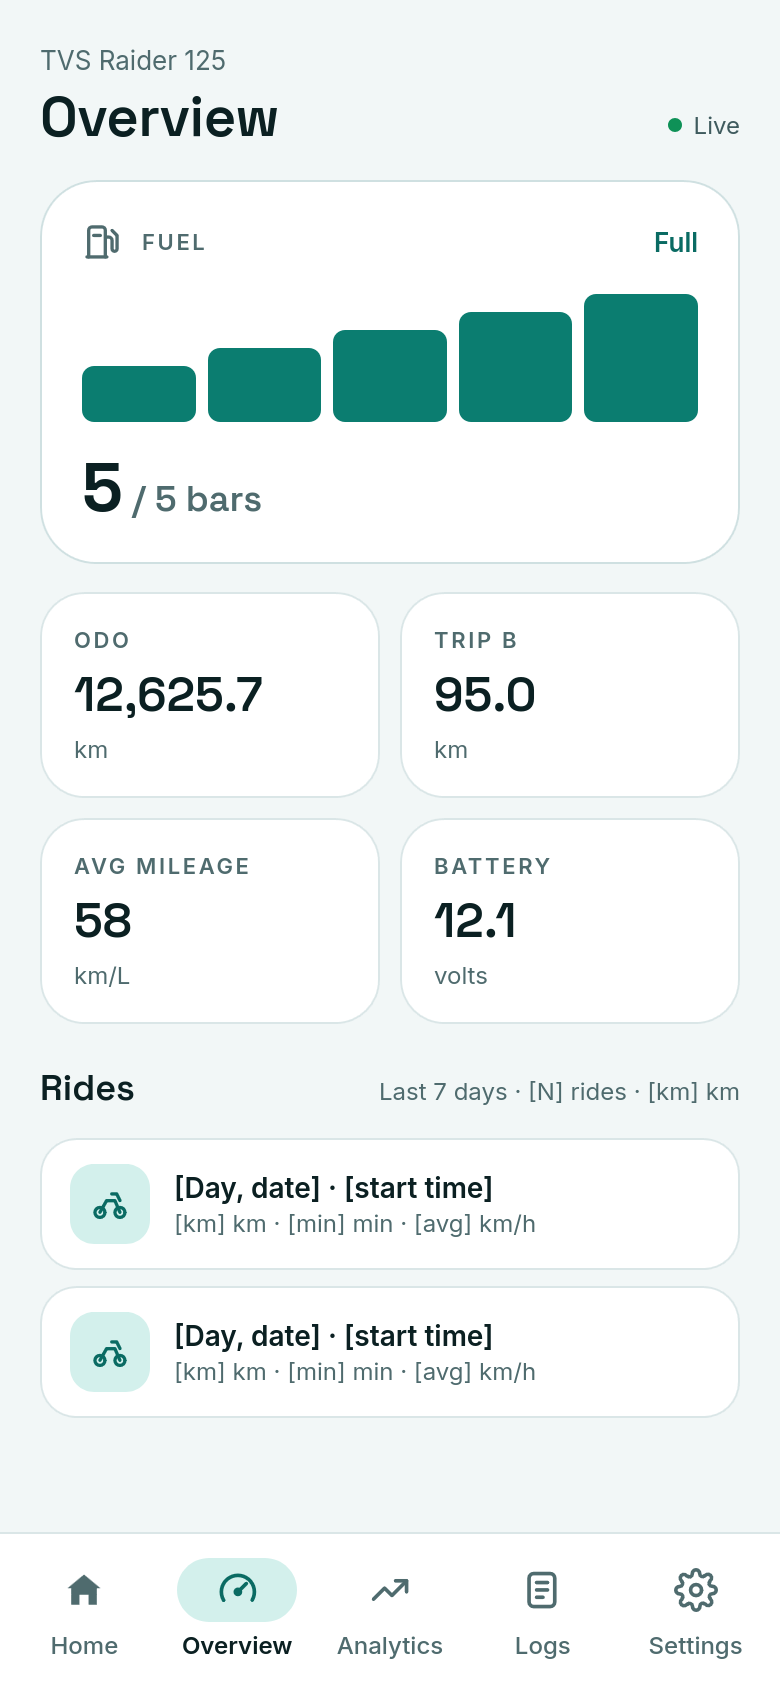 TVS Raider 125
Overview
Live
FUEL
Full
5 / 5 bars
ODO
12,625.7
km
TRIP B
95.0
km
AVG MILEAGE
58
km/L
BATTERY
12.1
volts
Rides
Last 7 days · [N] rides · [km] km
[Day, date] · [start time]
[km] km · [min] min · [avg] km/h
[Day, date] · [start time]
[km] km · [min] min · [avg] km/h
Home
Overview
Analytics
Logs
Settings